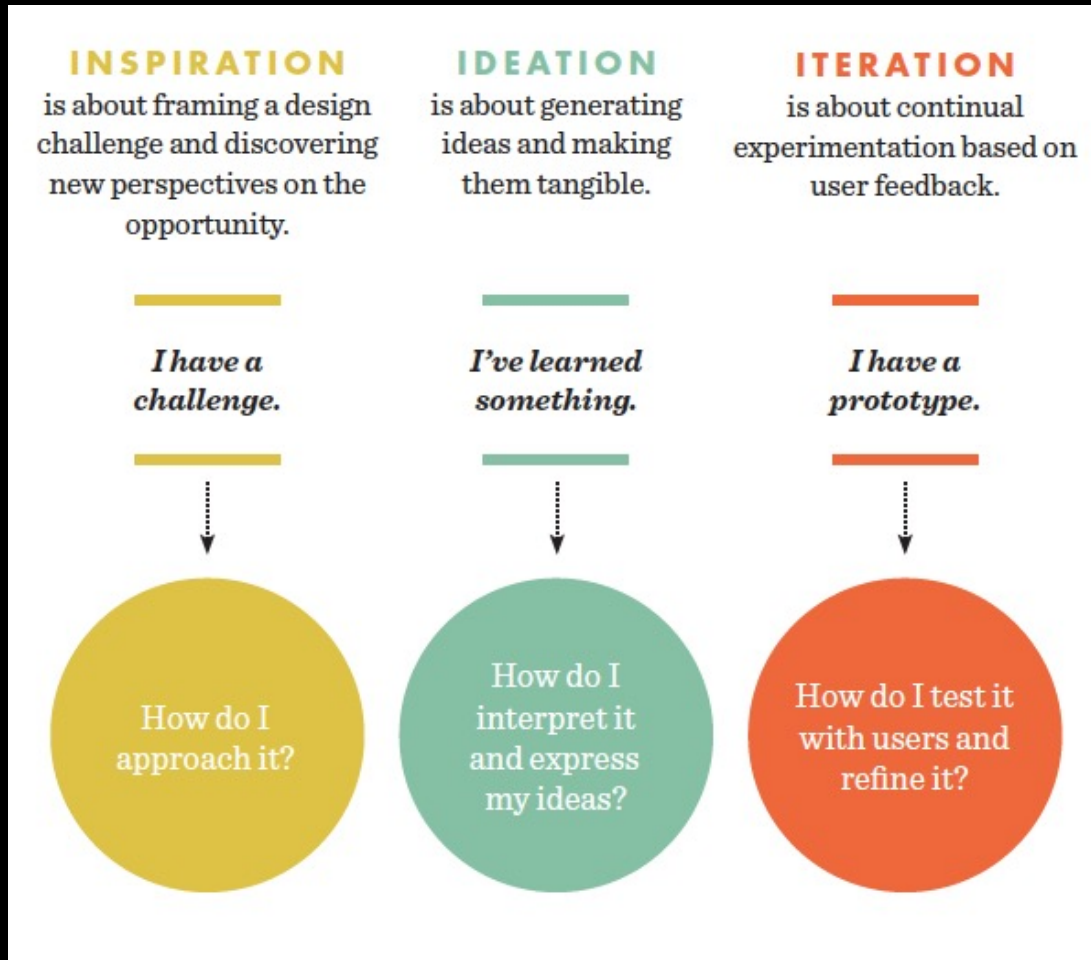 INSPIRATION
is about framing a design
challenge and discovering
new perspectives on the
opportunity.
I have a
challenge.
How do I
approach it?
IDEATION
is about generating
ideas and making
them tangible.
I've learned
something.
How do I
interpret it
and express
my ideas?
ITERATION
is about continual
experimentation based on
user feedback.
I have a
prototype.
How do I test it
with users and
refine it?